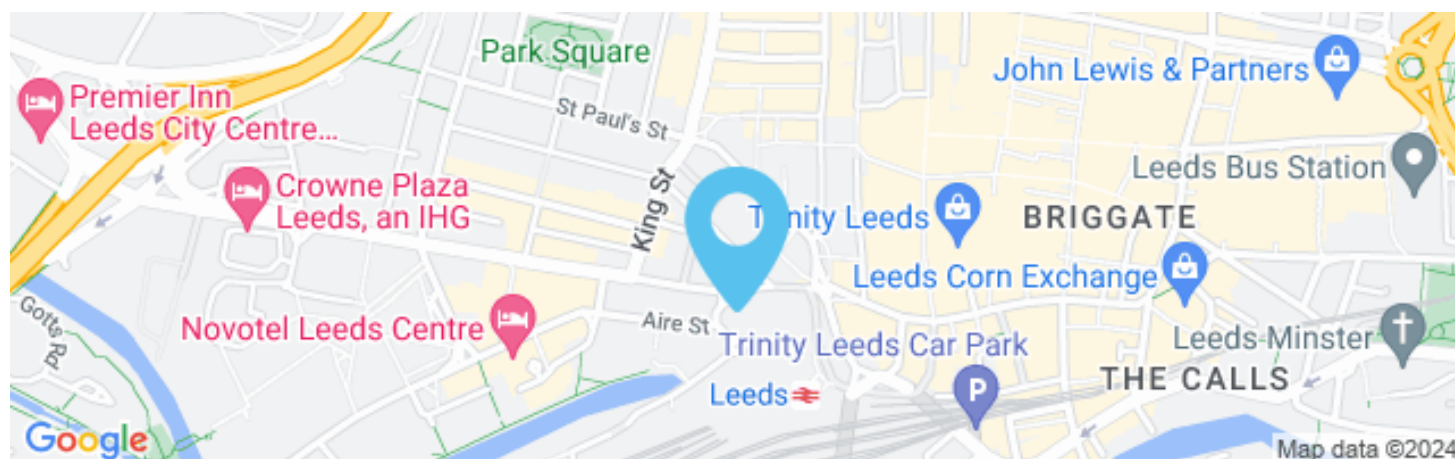 Park Square
John Lewis & Partners
Premier Inn
Leeds City Centre...
St Paul's St
Leeds Bus Station
Crowne Plaza
Leeds, an IHG
King St
Trinity Leeds
BRIGGATE
Leeds Corn Exchange
Gotts Rd
Novotel Leeds Centre
Aire St
Trinity Leeds Car Park
P
Leeds Minster
THE CALLS
Leeds
Google
Map data ©2024